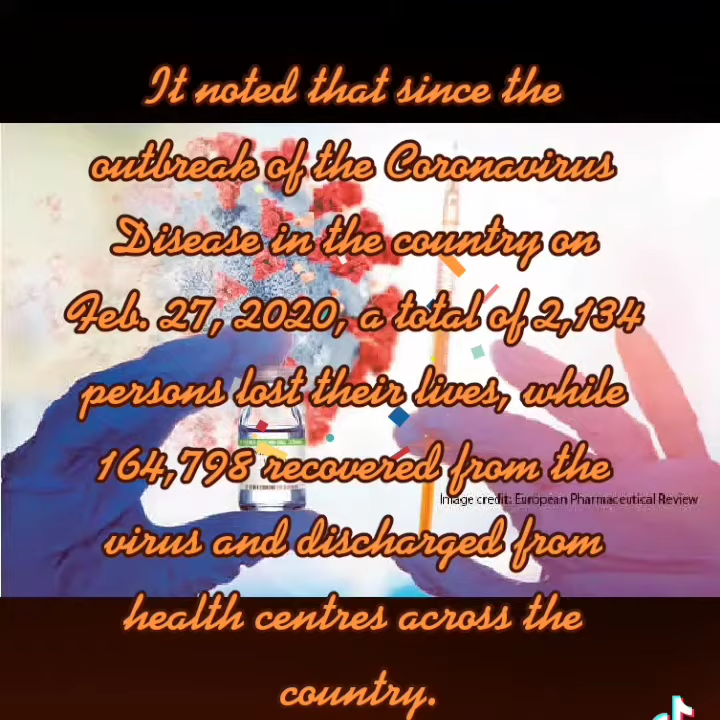 It noted that since the
outbreak of the Coronavirus
Disease in the country on
Feb. 27, 2020, a total of 2,134
persons lost their lives, while
164,798 recovered from the
Image credit: European Pharmaceutical Review
virus and discharged from
health centres across the
country.